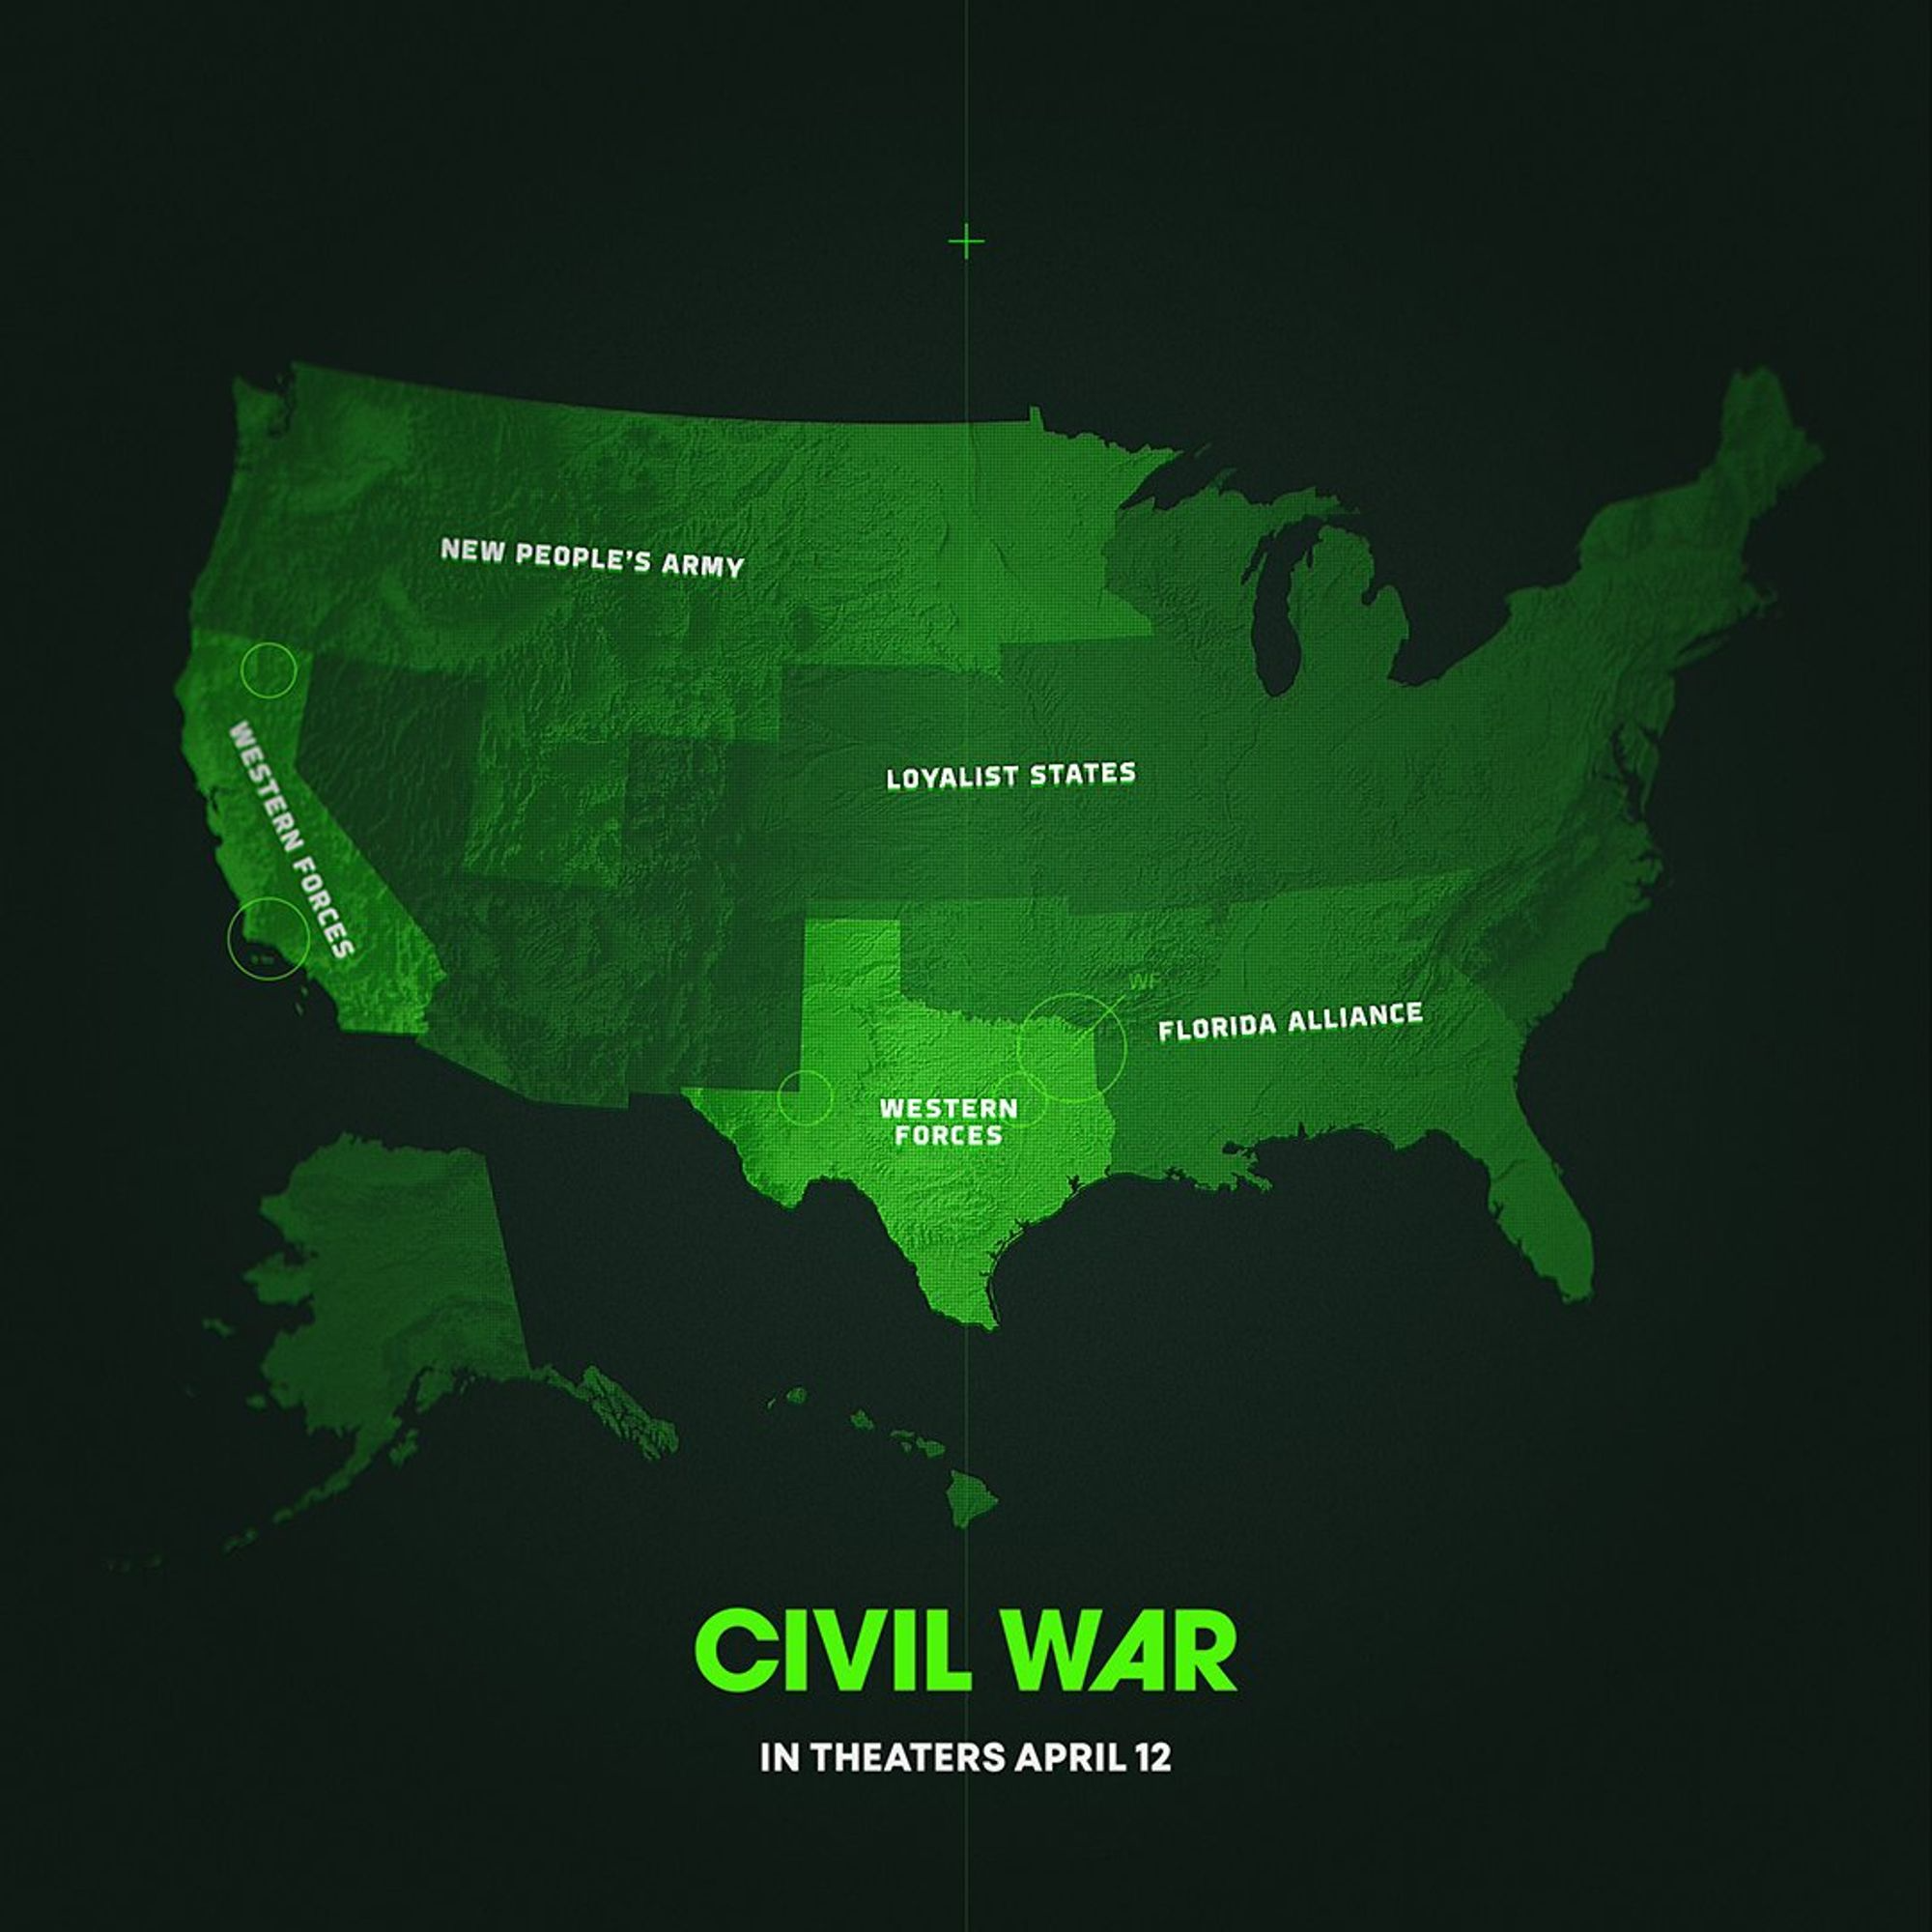 NEW PEOPLE'S ARMY
WESTERN FORCES
LOYALIST STATES
WF
FLORIDA ALLIANCE
WESTERN
FORCES
CIVIL WAR
IN THEATERS APRIL 12